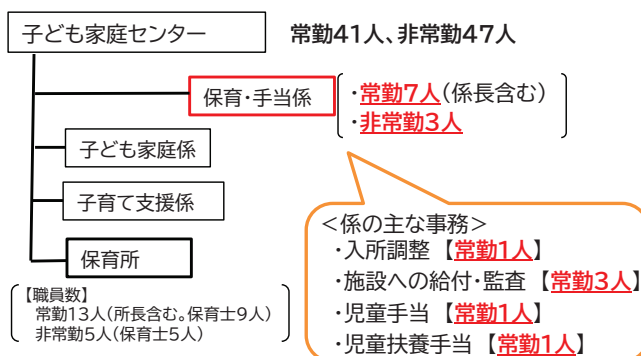 子ども家庭センター
常勤41人、非常勤47人
保育・手当係
・常勤7人(係長含む)
・非常勤3人
子ども家庭係
子育て支援係
保育所
【職員数】
常勤13人(所長含む。保育士9人)
非常勤5人(保育士5人)
＜係の主な事務＞
・入所調整 【常勤1人】
・施設への給付・監査 【常勤3人】
・児童手当 【常勤1人】
・児童扶養手当 【常勤1人】